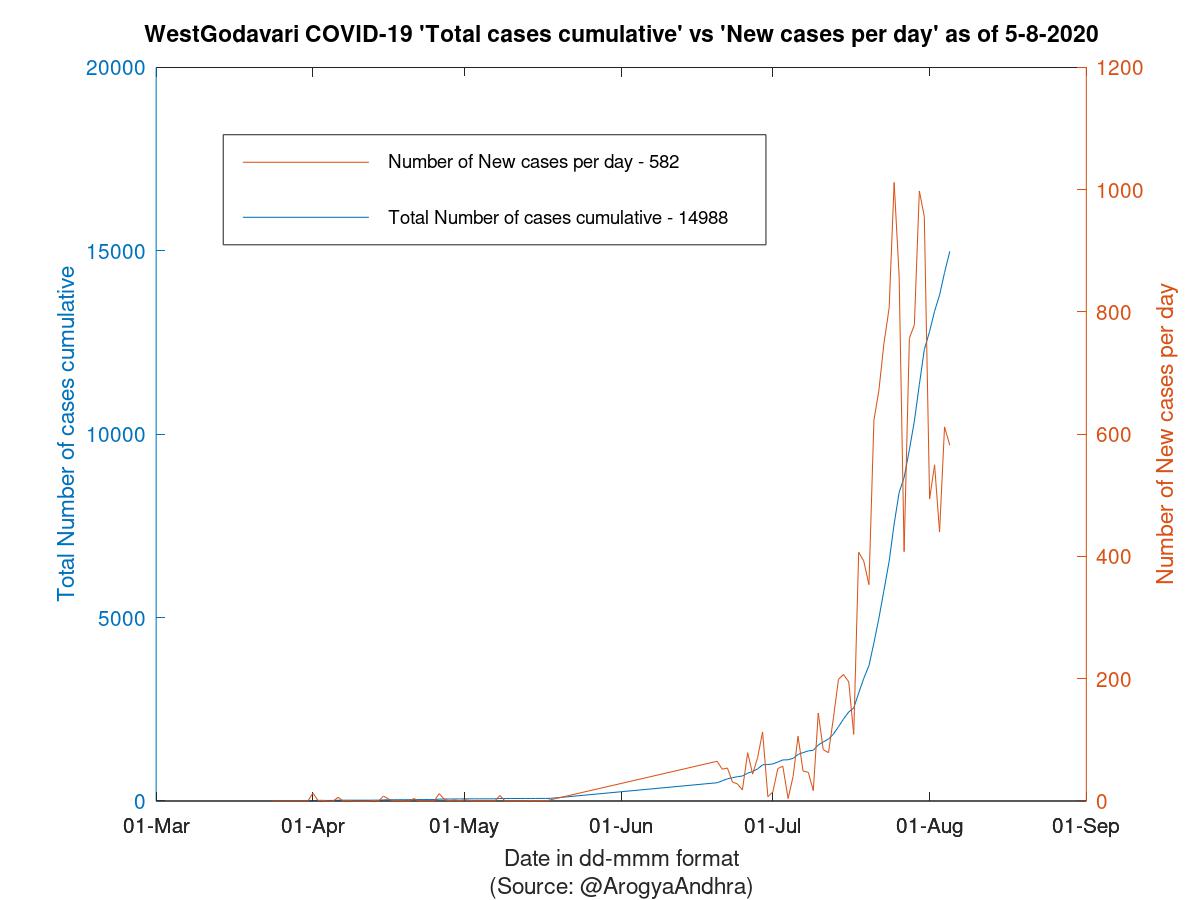 WestGodavari COVID-19 'Total cases cumulative' vs 'New cases per day' as of 5-8-2020
20000
15000
10000
5000
0
Total Number of cases cumulative
Number of New cases per day - 582
Total Number of cases cumulative - 14988
1200
1000
800
600
400
200
0
Number of New cases per day
01-Mar 01-Apr 01-May 01-Jun 01-Jul 01-Aug 01-Sep
Date in dd-mmm format
(Source: @ArogyaAndhra)